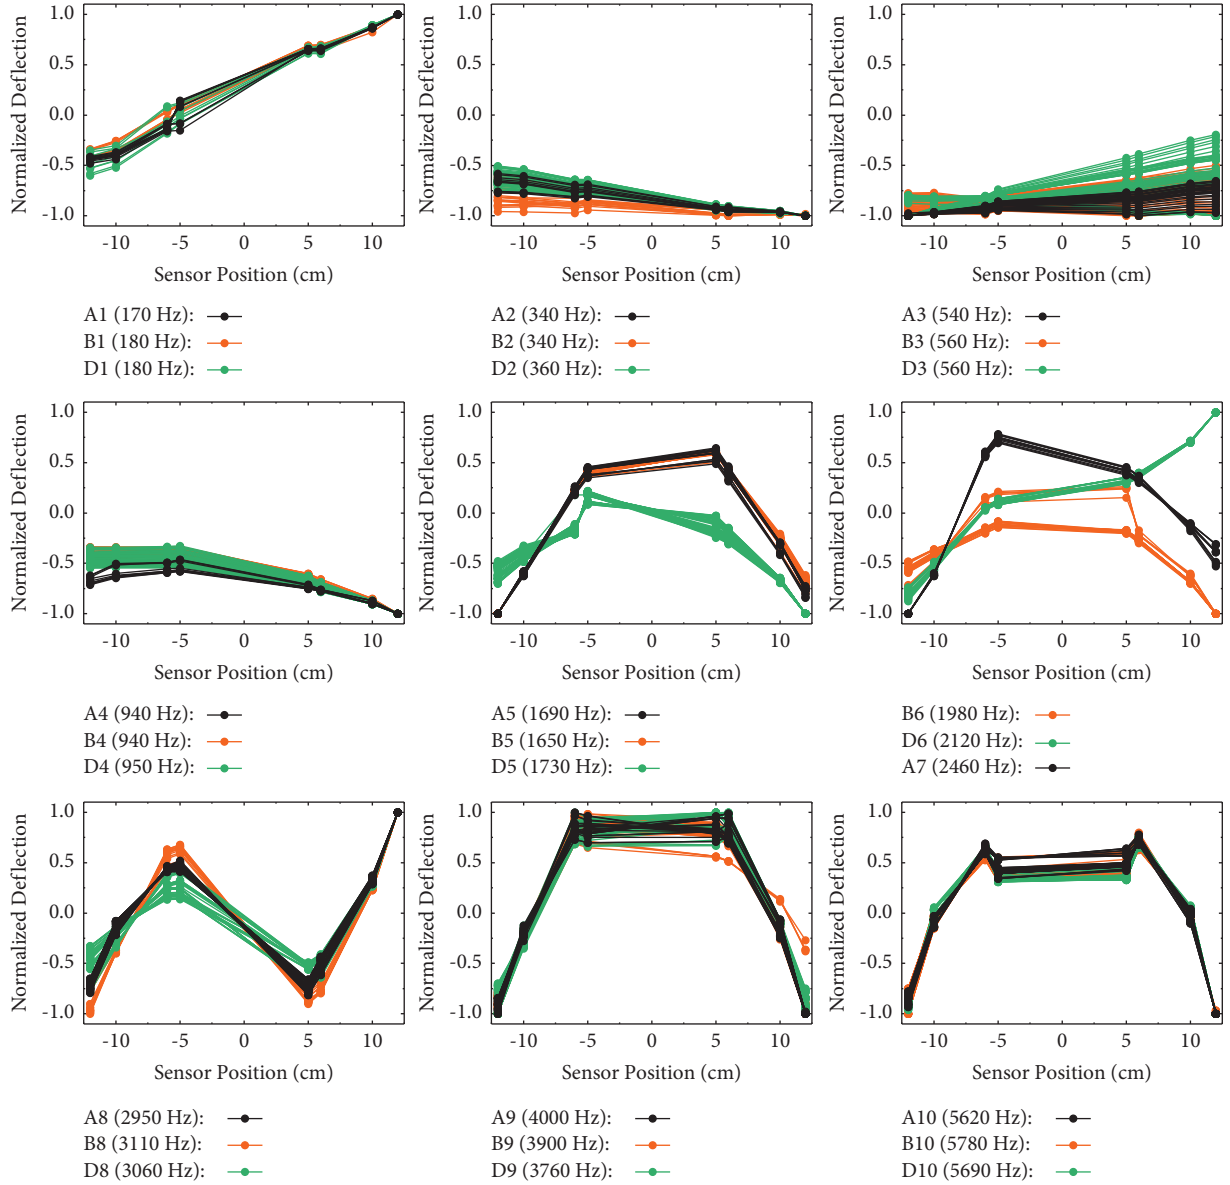 Normalized Deflection
1.0
0.5
0.0
-0.5
-1.0
-10 -5 0 5 10
Sensor Position (cm)
A1 (170 Hz):
B1 (180 Hz):
D1 (180 Hz):
Normalized Deflection
1.0
0.5
0.0
-0.5
-1.0
-10 -5 0 5 10
Sensor Position (cm)
A2 (340 Hz):
B2 (340 Hz):
D2 (360 Hz):
Normalized Deflection
1.0
0.5
0.0
-0.5
-1.0
-10 -5 0 5 10
Sensor Position (cm)
A3 (540 Hz):
B3 (560 Hz):
D3 (560 Hz):
Normalized Deflection
1.0
0.5
0.0
-0.5
-1.0
-10 -5 0 5 10
Sensor Position (cm)
A4 (940 Hz):
B4 (940 Hz):
D4 (950 Hz):
Normalized Deflection
1.0
0.5
0.0
-0.5
-1.0
-10 -5 0 5 10
Sensor Position (cm)
A5 (1690 Hz):
B5 (1650 Hz):
D5 (1730 Hz):
Normalized Deflection
1.0
0.5
0.0
-0.5
-1.0
-10 -5 0 5 10
Sensor Position (cm)
B6 (1980 Hz):
D6 (2120 Hz):
A7 (2460 Hz):
Normalized Deflection
1.0
0.5
0.0
-0.5
-1.0
-10 -5 0 5 10
Sensor Position (cm)
A8 (2950 Hz):
B8 (3110 Hz):
D8 (3060 Hz):
Normalized Deflection
1.0
0.5
0.0
-0.5
-1.0
-10 -5 0 5 10
Sensor Position (cm)
A9 (4000 Hz):
B9 (3900 Hz):
D9 (3760 Hz):
Normalized Deflection
1.0
0.5
0.0
-0.5
-1.0
-10 -5 0 5 10
Sensor Position (cm)
A10 (5620 Hz):
B10 (5780 Hz):
D10 (5690 Hz):